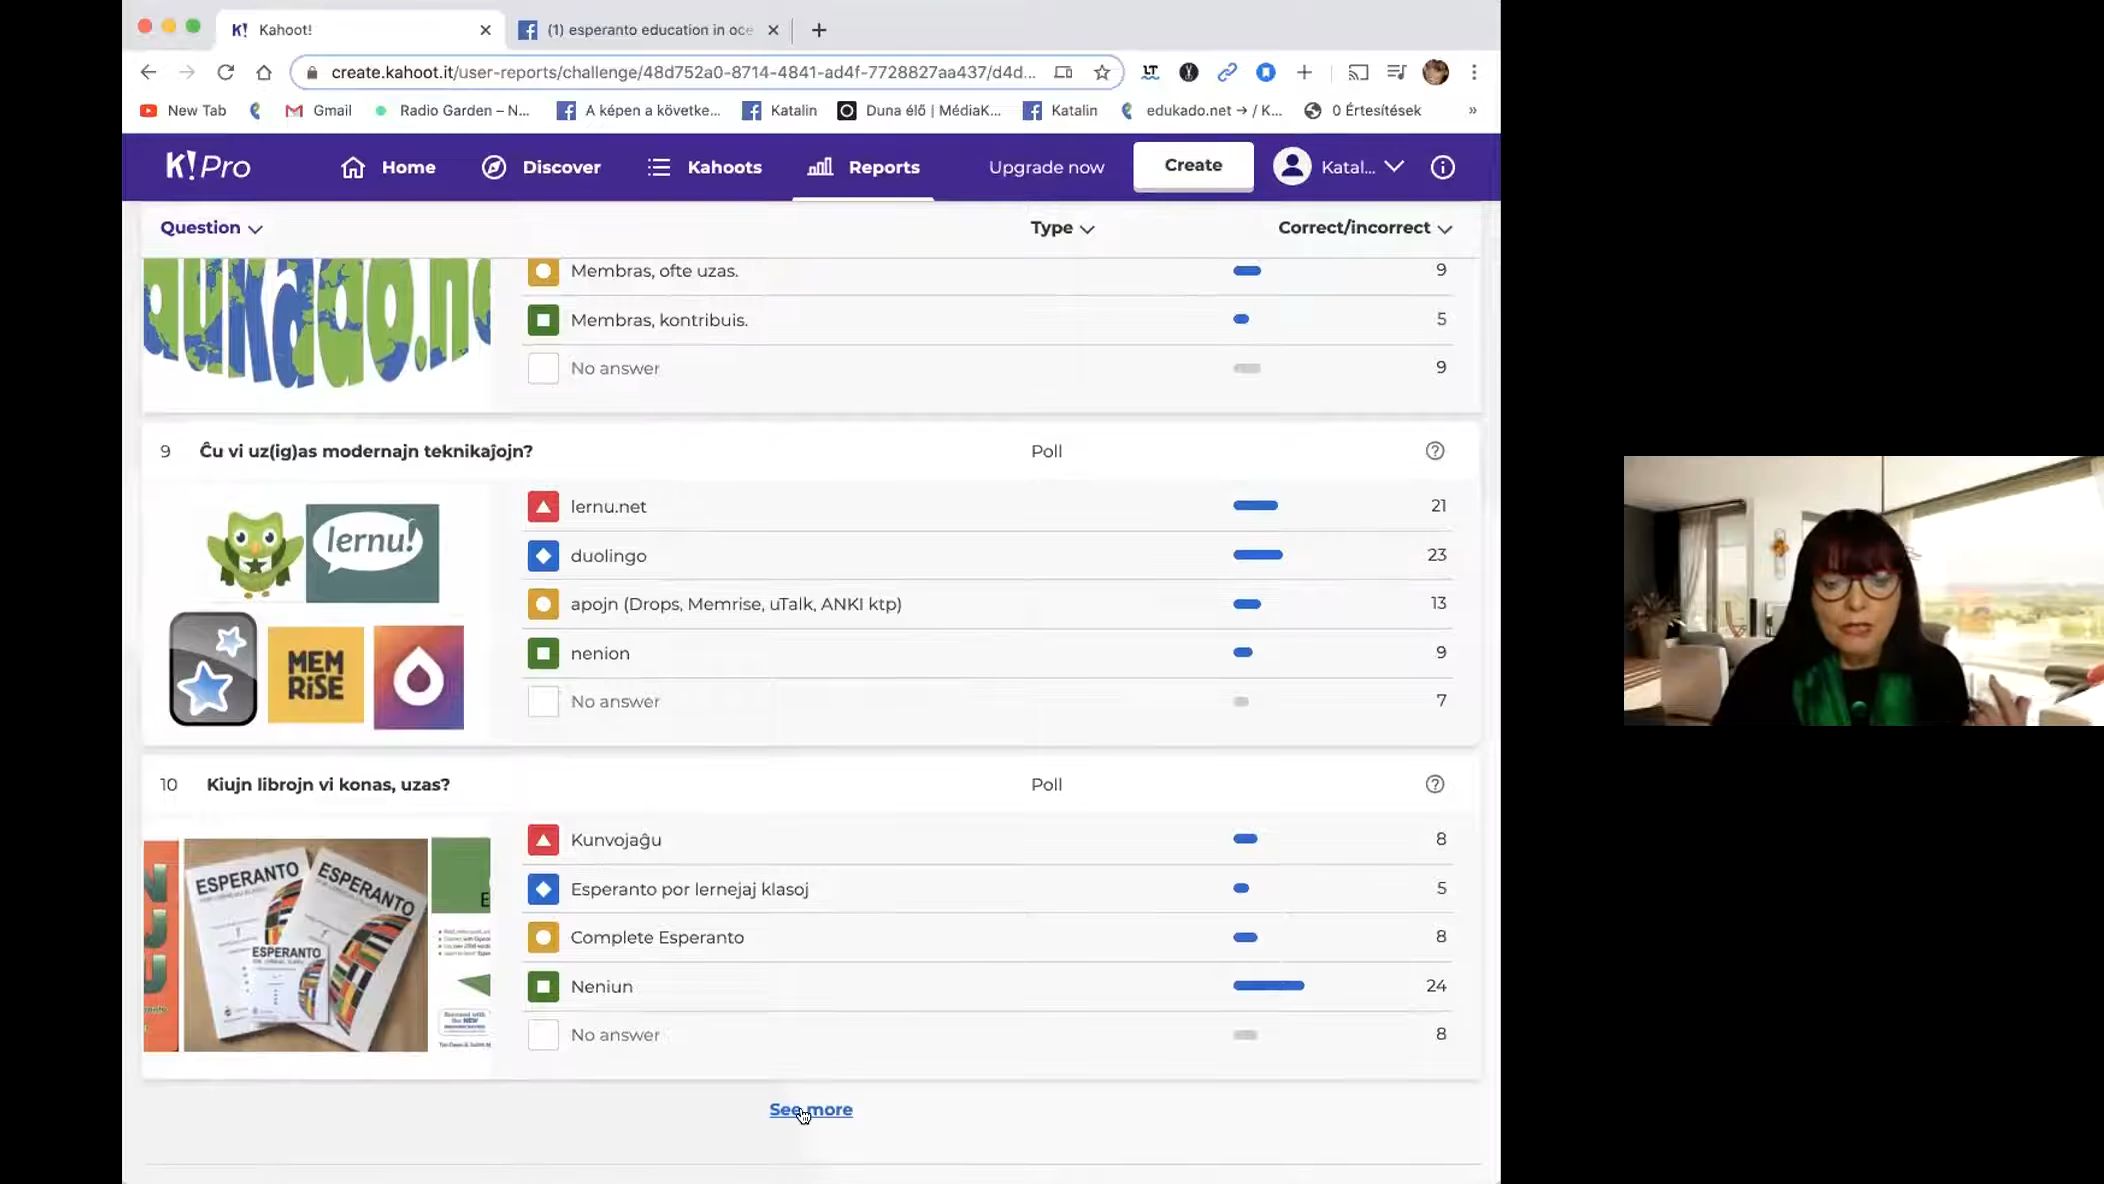 Kahoot!
(1) esperanto education in oce
create.kahoot.it/user-reports/challenge/48d752a0-8714-4841-ad4f-7728827aa437/d4d...
New Tab
Gmail
Radio Garden – N...
A képen a követke...
Katalin
Duna élő | MédiaK...
Katalin
edukado.net → / K...
0 Értesítések
»
K! Pro
Home
Discover
Kahoots
Reports
Upgrade now
Create
Katal...
Question
Type
Correct/incorrect
dukado.n
Membras, ofte uzas.
9
Membras, kontribuis.
5
No answer
9
9 Ĉu vi uz(ig)as modernajn teknikaĵojn?
Poll
lernu!
MEM
RiSE
lernu.net
21
duolingo
23
apojn (Drops, Memrise, uTalk, ANKI ktp)
13
nenion
9
No answer
7
10 Kiujn librojn vi konas, uzas?
Poll
ESPERANTO
ESPERANTO
ESPERANTO
Kunvojaĝu
8
Esperanto por lernejaj klasoj
5
Complete Esperanto
8
Neniun
24
No answer
8
See more